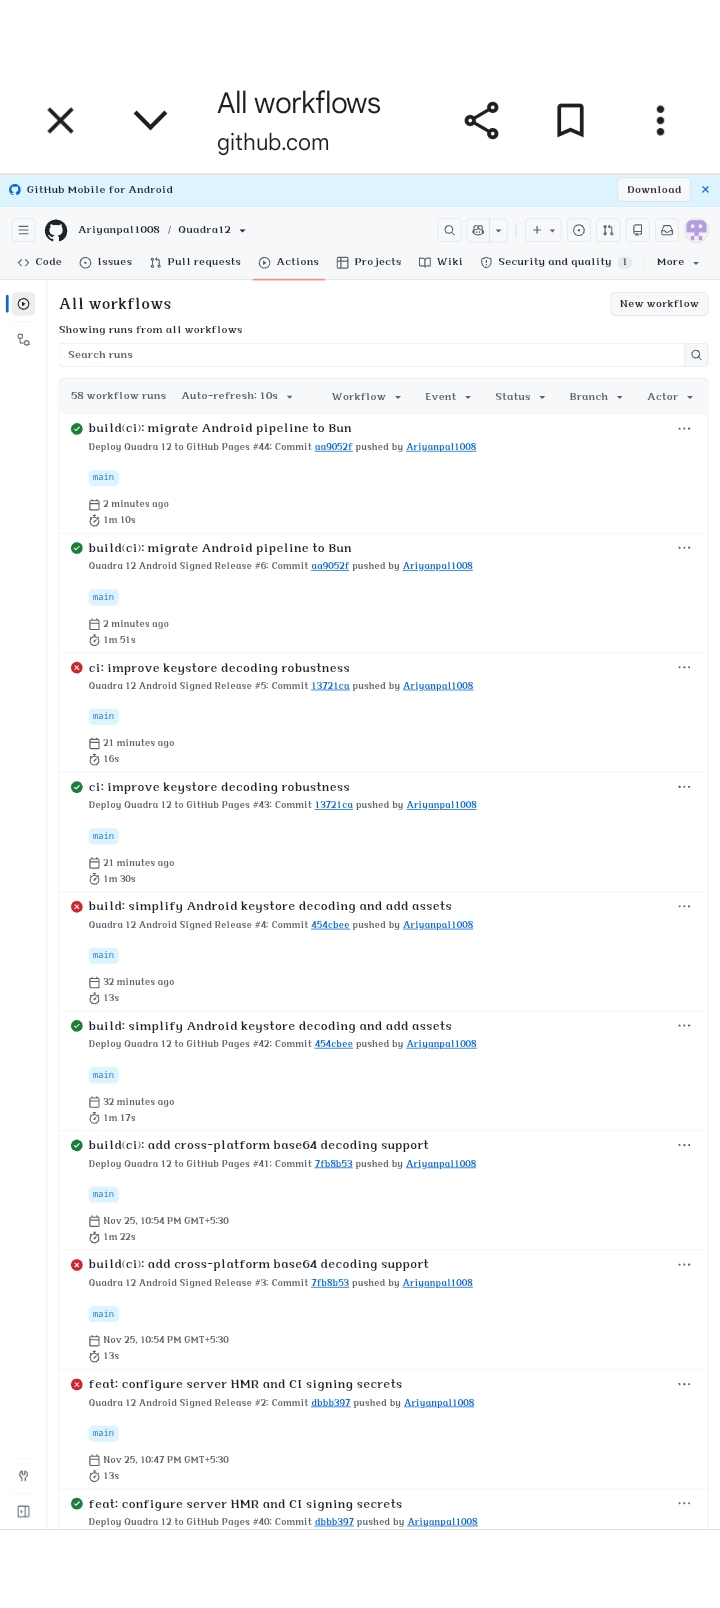 All workflows
github.com
GitHub Mobile for Android
Download
Ariyanpal1008 / Quadra12
Code
Issues
Pull requests
Actions
Projects
Wiki
Security and quality 1
More
All workflows
New workflow
Showing runs from all workflows
Search runs
58 workflow runs
Auto-refresh: 10s
Workflow
Event
Status
Branch
Actor
build(ci): migrate Android pipeline to Bun
Deploy Quadra 12 to GitHub Pages #44: Commit aa9052f pushed by Ariyanpal1008
main
2 minutes ago
1m 10s
build(ci): migrate Android pipeline to Bun
Quadra 12 Android Signed Release #6: Commit aa9052f pushed by Ariyanpal1008
main
2 minutes ago
1m 51s
ci: improve keystore decoding robustness
Quadra 12 Android Signed Release #5: Commit 13721ca pushed by Ariyanpal1008
main
21 minutes ago
16s
ci: improve keystore decoding robustness
Deploy Quadra 12 to GitHub Pages #43: Commit 13721ca pushed by Ariyanpal1008
main
21 minutes ago
1m 30s
build: simplify Android keystore decoding and add assets
Quadra 12 Android Signed Release #4: Commit 454cbee pushed by Ariyanpal1008
main
32 minutes ago
13s
build: simplify Android keystore decoding and add assets
Deploy Quadra 12 to GitHub Pages #42: Commit 454cbee pushed by Ariyanpal1008
main
32 minutes ago
1m 17s
build(ci): add cross-platform base64 decoding support
Deploy Quadra 12 to GitHub Pages #41: Commit 7fb8b53 pushed by Ariyanpal1008
main
Nov 25, 10:54 PM GMT+5:30
1m 22s
build(ci): add cross-platform base64 decoding support
Quadra 12 Android Signed Release #3: Commit 7fb8b53 pushed by Ariyanpal1008
main
Nov 25, 10:54 PM GMT+5:30
13s
feat: configure server HMR and CI signing secrets
Quadra 12 Android Signed Release #2: Commit dbbb397 pushed by Ariyanpal1008
main
Nov 25, 10:47 PM GMT+5:30
13s
feat: configure server HMR and CI signing secrets
Deploy Quadra 12 to GitHub Pages #40: Commit dbbb397 pushed by Ariyanpal1008